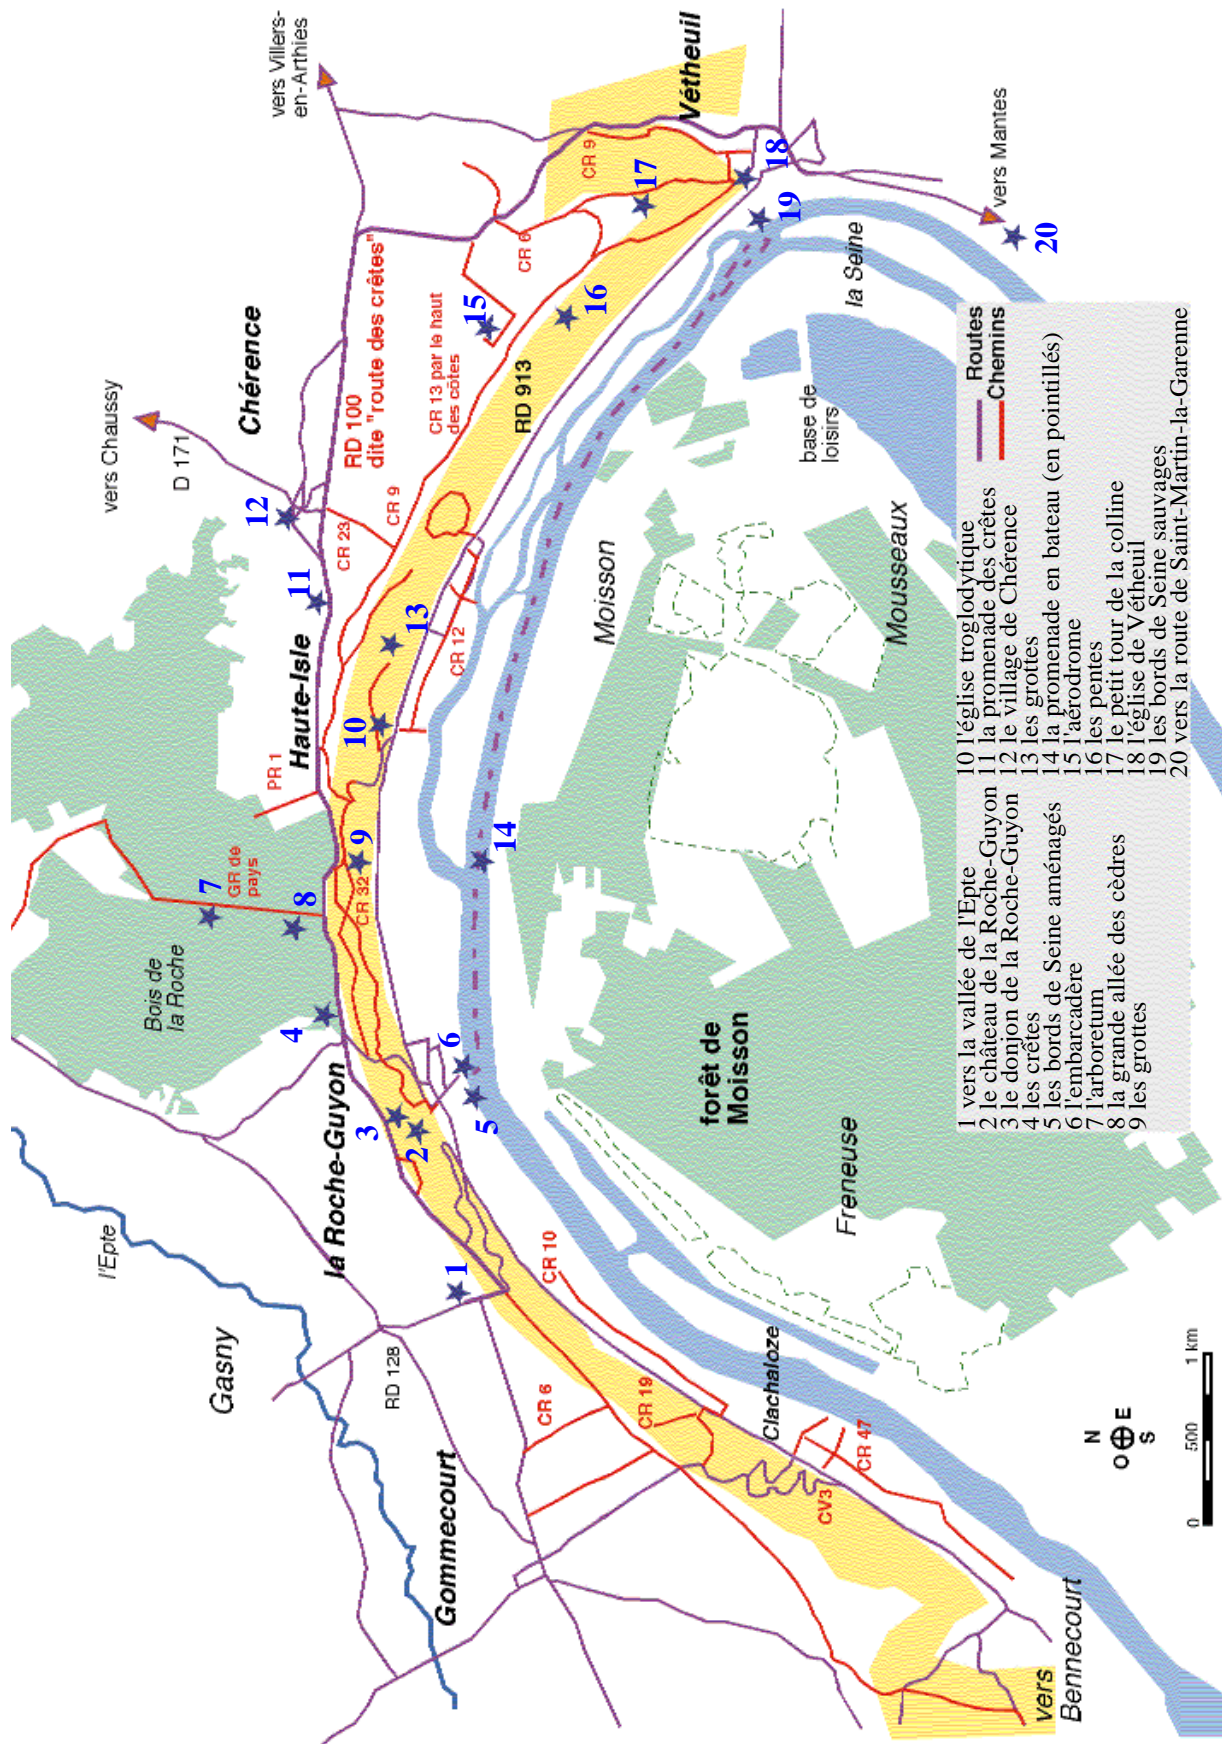 vers Villers-
en-Arthies
vers Chaussy
D 171
Chérence
RD 100
dite "route des crêtes"
CR 9
Vétheuil
17
18
19
vers Mantes
20
CR 6
15
16
CR 13 par le haut
des côtes
RD 913
la Seine
12
CR 23
CR 9
11
Haute-Isle
13
CR 12
10
PR 1
GR de
pays
7
8
9
CR 32
14
Bois de
la Roche
4
6
5
3
2
la Roche-Guyon
1
l'Epte
Gasny
RD 128
Gommecourt
CR 10
CR 6
CR 19
Clachaloze
CR 47
CV3
vers
Bennecourt
Moisson
base de
loisirs
Mousseaux
forêt de
Moisson
Freneuse
N
O E
S
0 500 1 km
Routes
Chemins
1 vers la vallée de l'Epte
2 le château de la Roche-Guyon
3 le donjon de la Roche-Guyon
4 les crêtes
5 les bords de Seine aménagés
6 l'embarcadère
7 l'arboretum
8 la grande allée des cèdres
9 les grottes
10 l'église troglodytique
11 la promenade des crêtes
12 le village de Chérence
13 les grottes
14 la promenade en bateau (en pointillés)
15 l'aérodrome
16 les pentes
17 le petit tour de la colline
18 l'église de Vétheuil
19 les bords de Seine sauvages
20 vers la route de Saint-Martin-la-Garenne